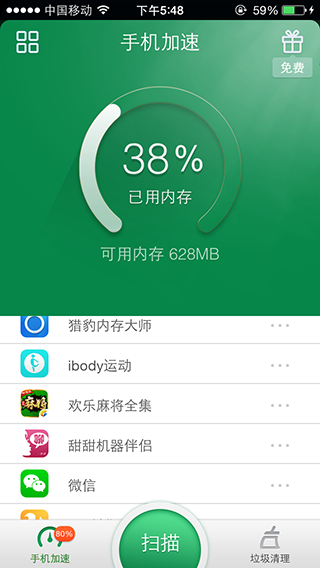 中国移动 下午5:48 59%
手机加速
免费
38%
已用内存
可用内存 628MB
猎豹内存大师
ibody运动
欢乐麻将全集
甜甜机器伴侣
微信
80%
手机加速
扫描
垃圾清理